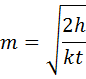 m = √(2h/kt)